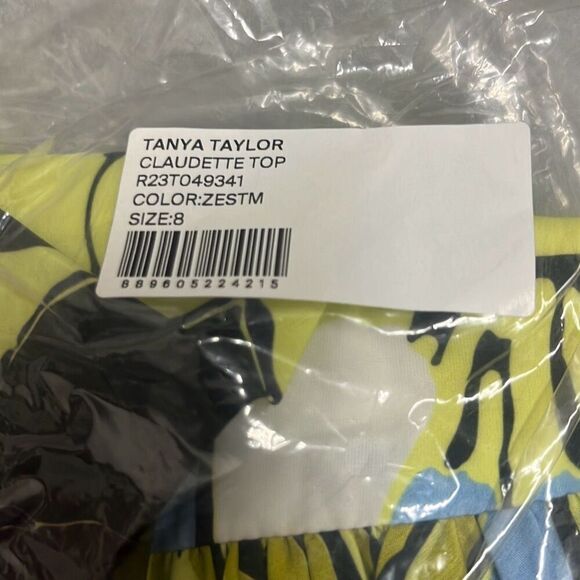 TANYA TAYLOR
CLAUDETTE TOP
R23T049341
COLOR:ZESTM
SIZE:8
889605224215